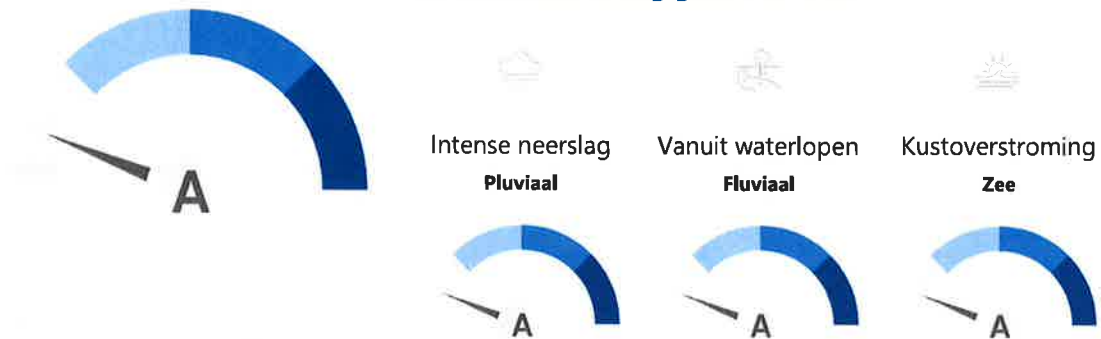 A
Intense neerslag
Pluviaal
A
Vanuit waterlopen
Fluviaal
A
Kustoverstroming
Zee
A